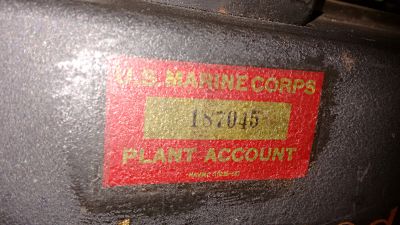 U.S. MARINE CORPS
187045
PLANT ACCOUNT